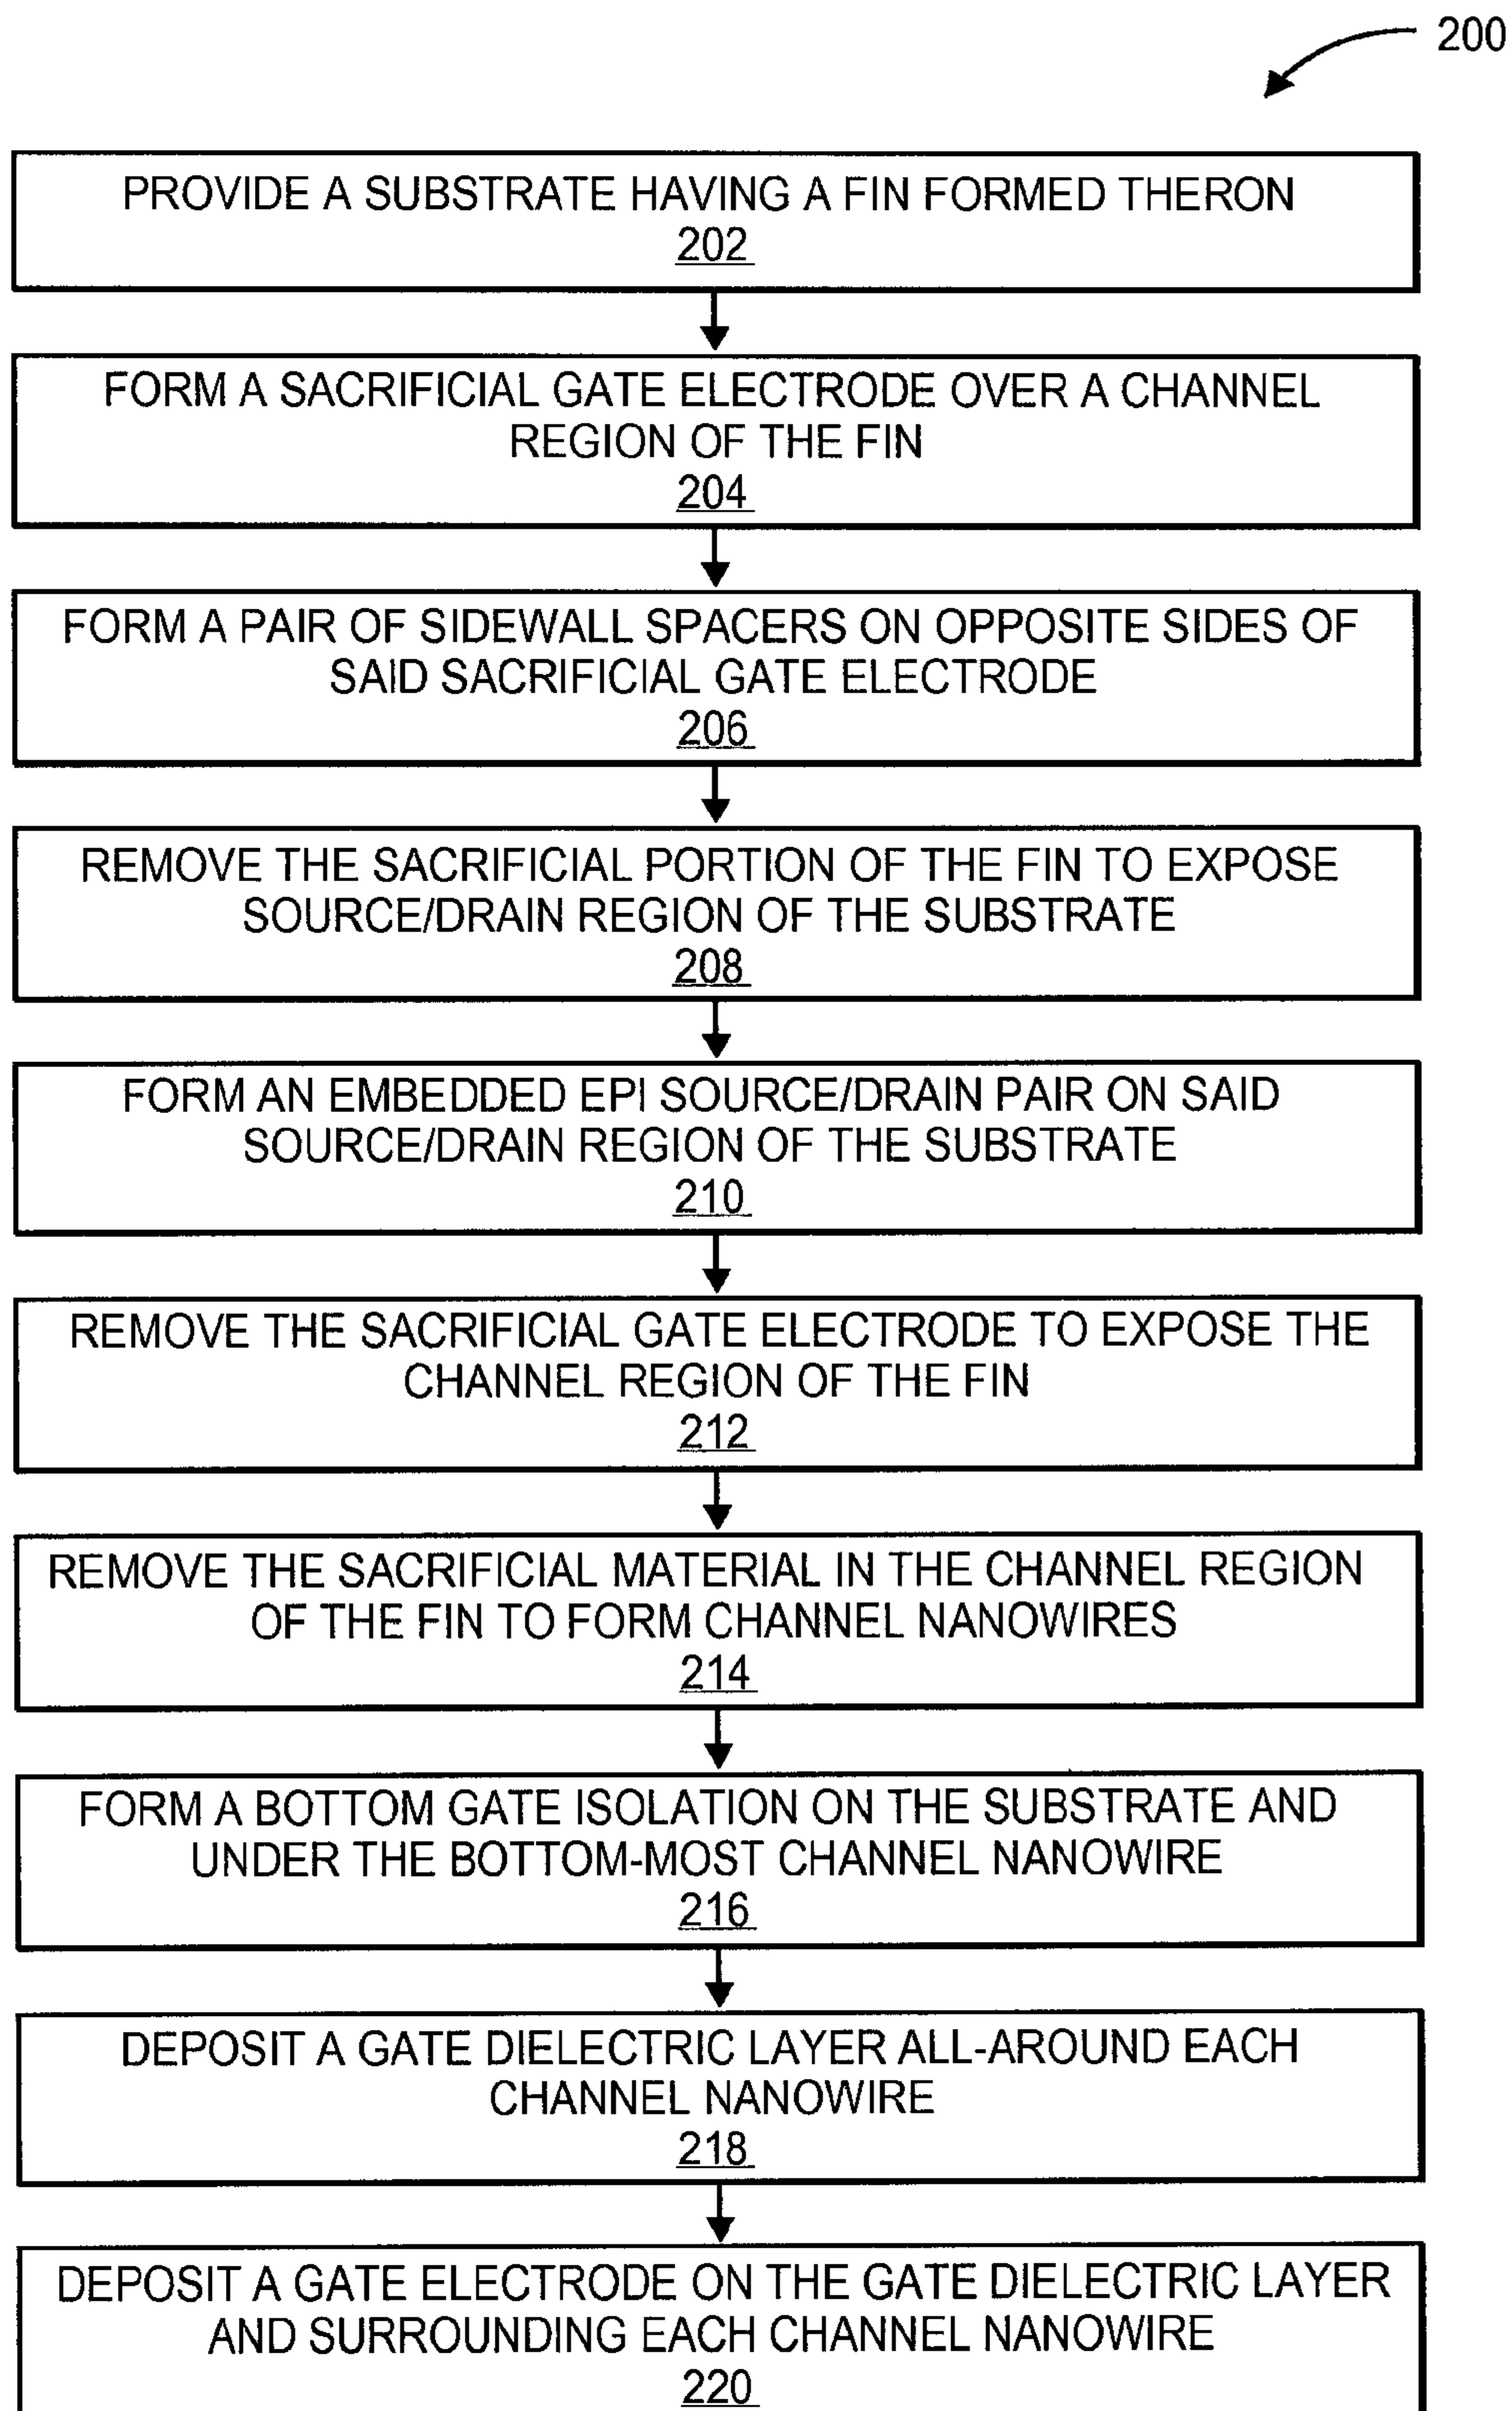 200
PROVIDE A SUBSTRATE HAVING A FIN FORMED THERON
202
FORM A SACRIFICIAL GATE ELECTRODE OVER A CHANNEL
REGION OF THE FIN
204
FORM A PAIR OF SIDEWALL SPACERS ON OPPOSITE SIDES OF
SAID SACRIFICIAL GATE ELECTRODE
206
REMOVE THE SACRIFICIAL PORTION OF THE FIN TO EXPOSE
SOURCE/DRAIN REGION OF THE SUBSTRATE
208
FORM AN EMBEDDED EPI SOURCE/DRAIN PAIR ON SAID
SOURCE/DRAIN REGION OF THE SUBSTRATE
210
REMOVE THE SACRIFICIAL GATE ELECTRODE TO EXPOSE THE
CHANNEL REGION OF THE FIN
212
REMOVE THE SACRIFICIAL MATERIAL IN THE CHANNEL REGION
OF THE FIN TO FORM CHANNEL NANOWIRES
214
FORM A BOTTOM GATE ISOLATION ON THE SUBSTRATE AND
UNDER THE BOTTOM-MOST CHANNEL NANOWIRE
216
DEPOSIT A GATE DIELECTRIC LAYER ALL-AROUND EACH
CHANNEL NANOWIRE
218
DEPOSIT A GATE ELECTRODE ON THE GATE DIELECTRIC LAYER
AND SURROUNDING EACH CHANNEL NANOWIRE
220